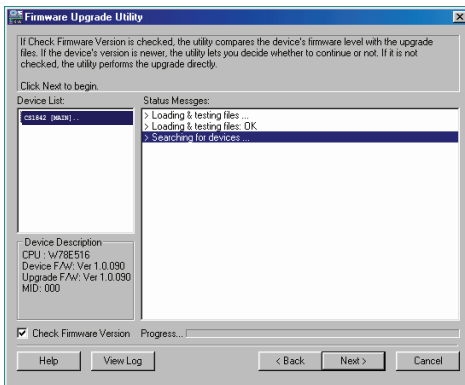 Firmware Upgrade Utility
If Check Firmware Version is checked, the utility compares the device's firmware level with the upgrade
files. If the device's version is newer, the utility lets you decide whether to continue or not. If it is not
checked, the utility performs the upgrade directly.
Click Next to begin.
Device List:
Status Messges:
CS1842 [MAIN]..
> Loading & testing files ...
> Loading & testing files: OK
> Searching for devices ...
Device Description
CPU : W78E516
Device F/W: Ver 1.0.090
Upgrade F/W: Ver 1.0.090
MID: 000
Check Firmware Version
Progress...
Help
View Log
< Back
Next >
Cancel